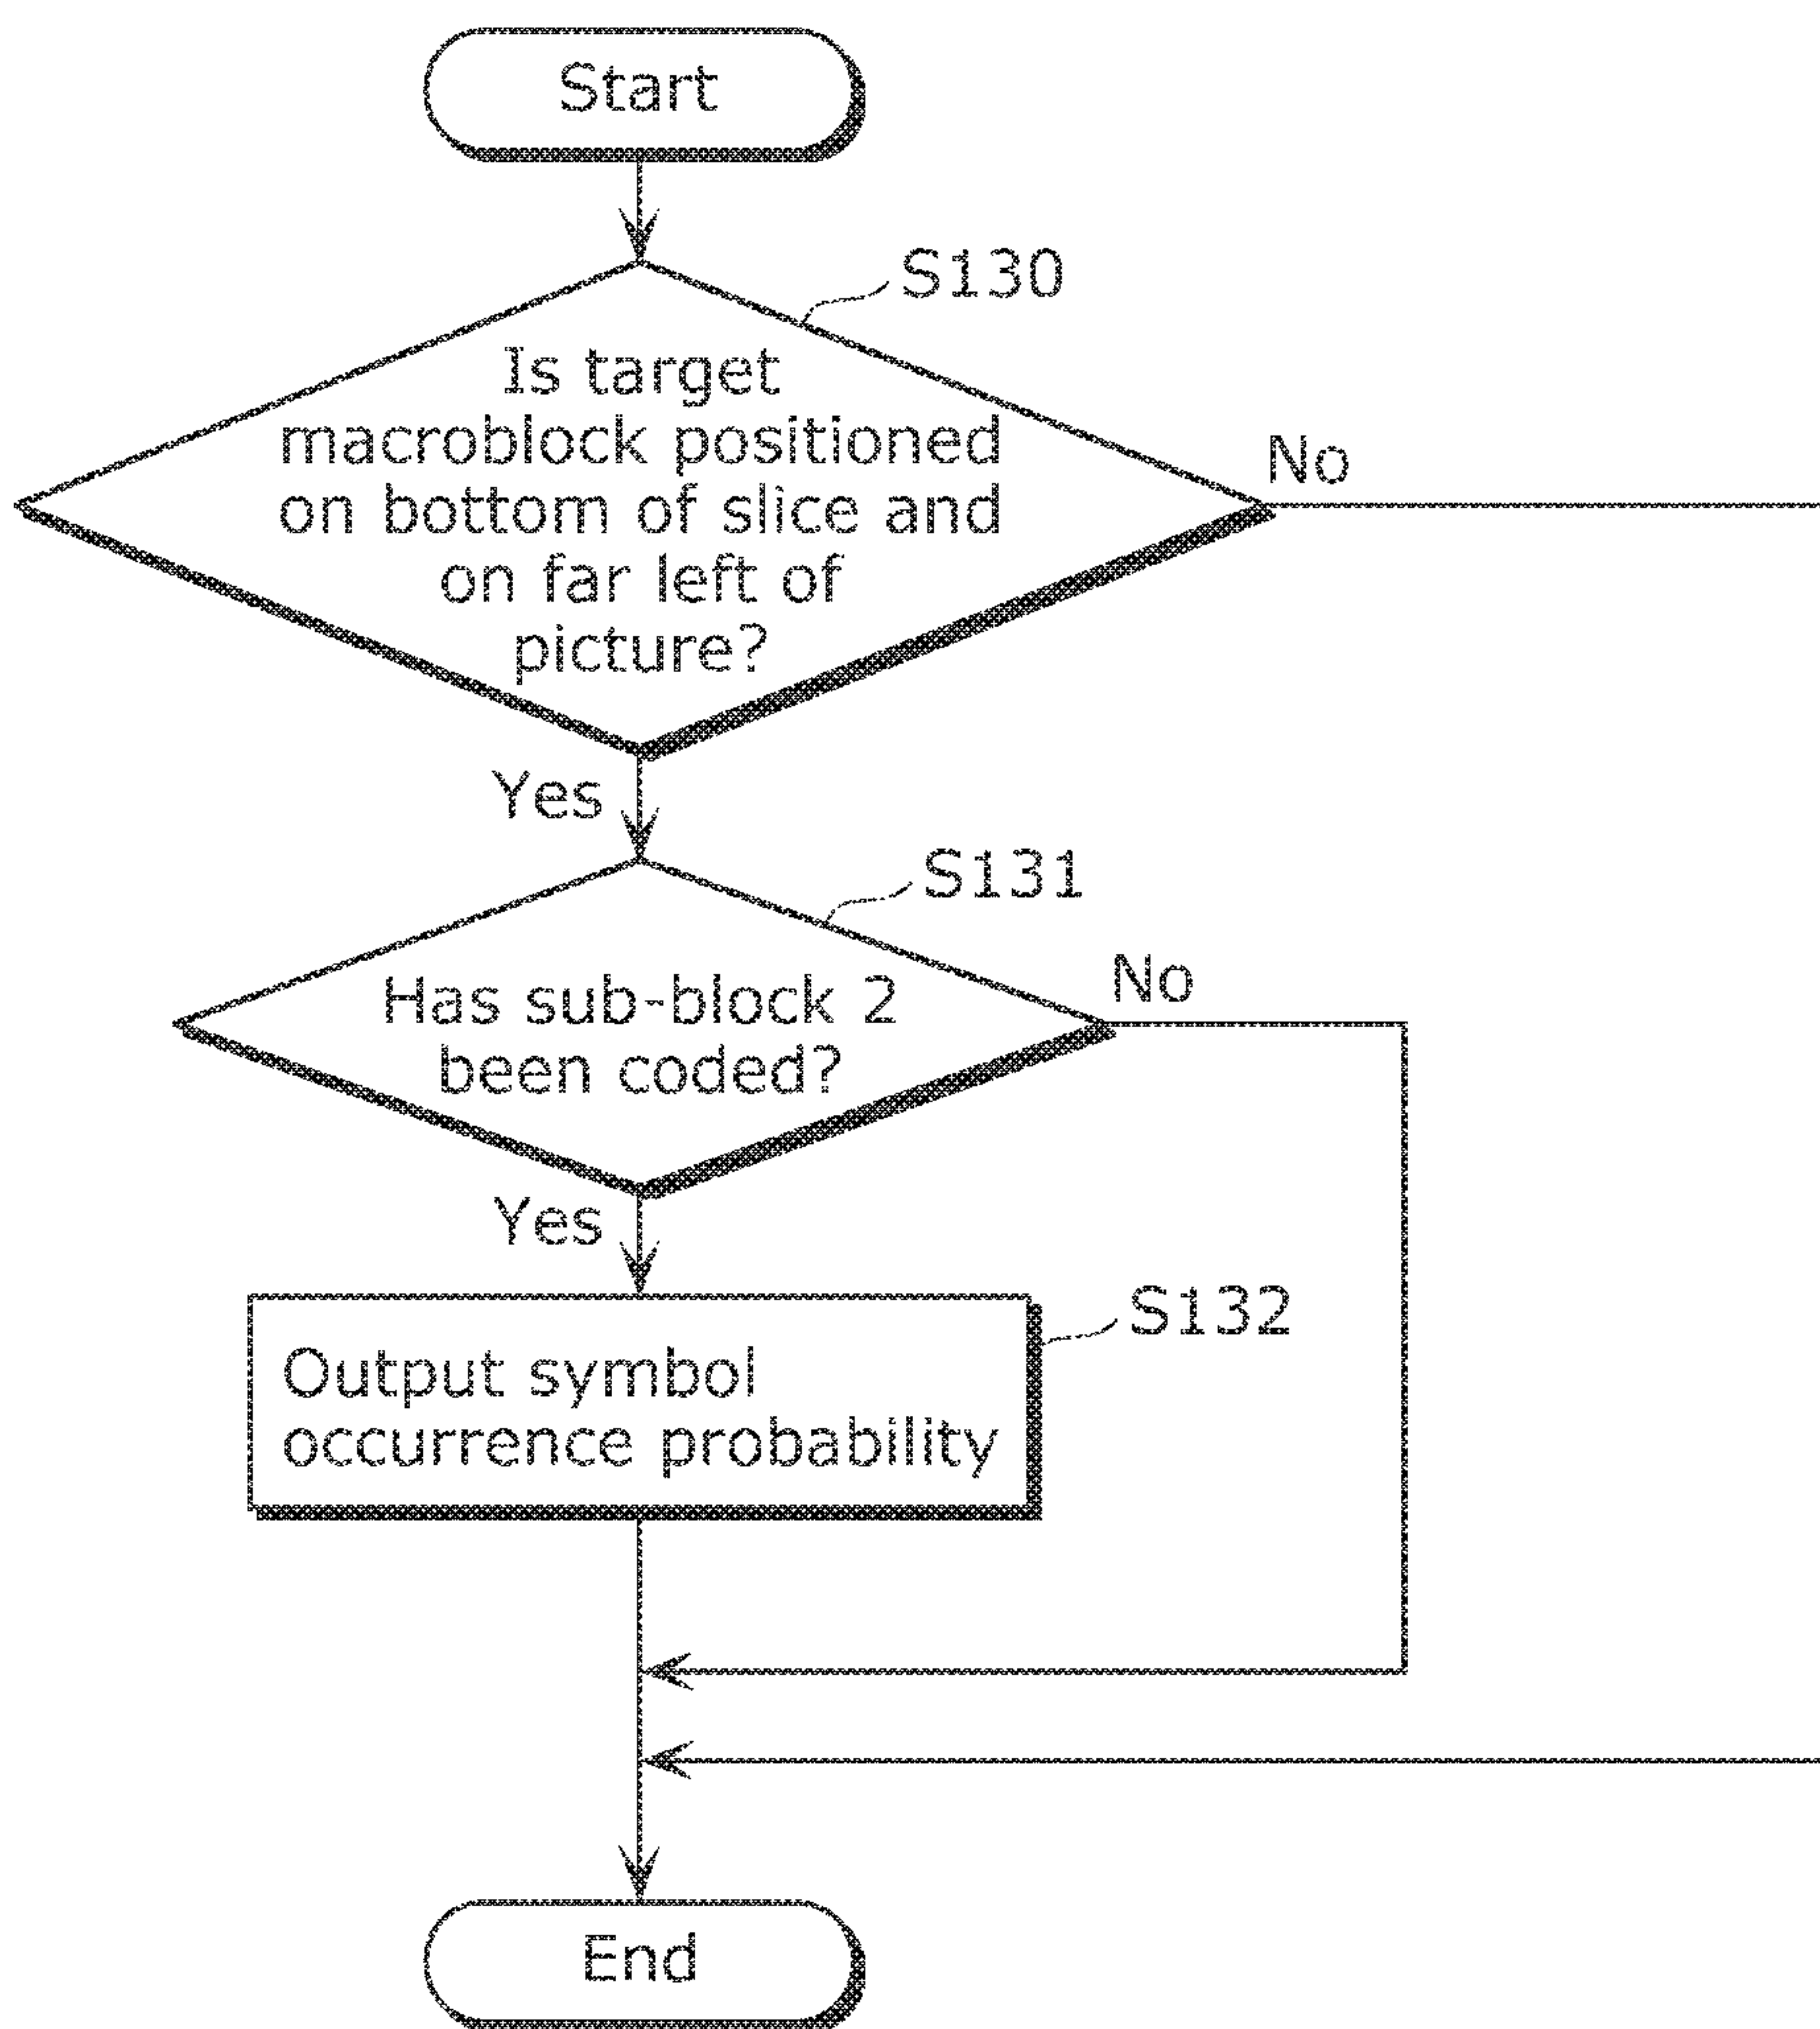 Start
S130
Is target
macroblock positioned
on bottom of slice and
on far left of
picture?
No
Yes
S131
Has sub-block 2
been coded?
No
Yes
S132
Output symbol
occurrence probability
End